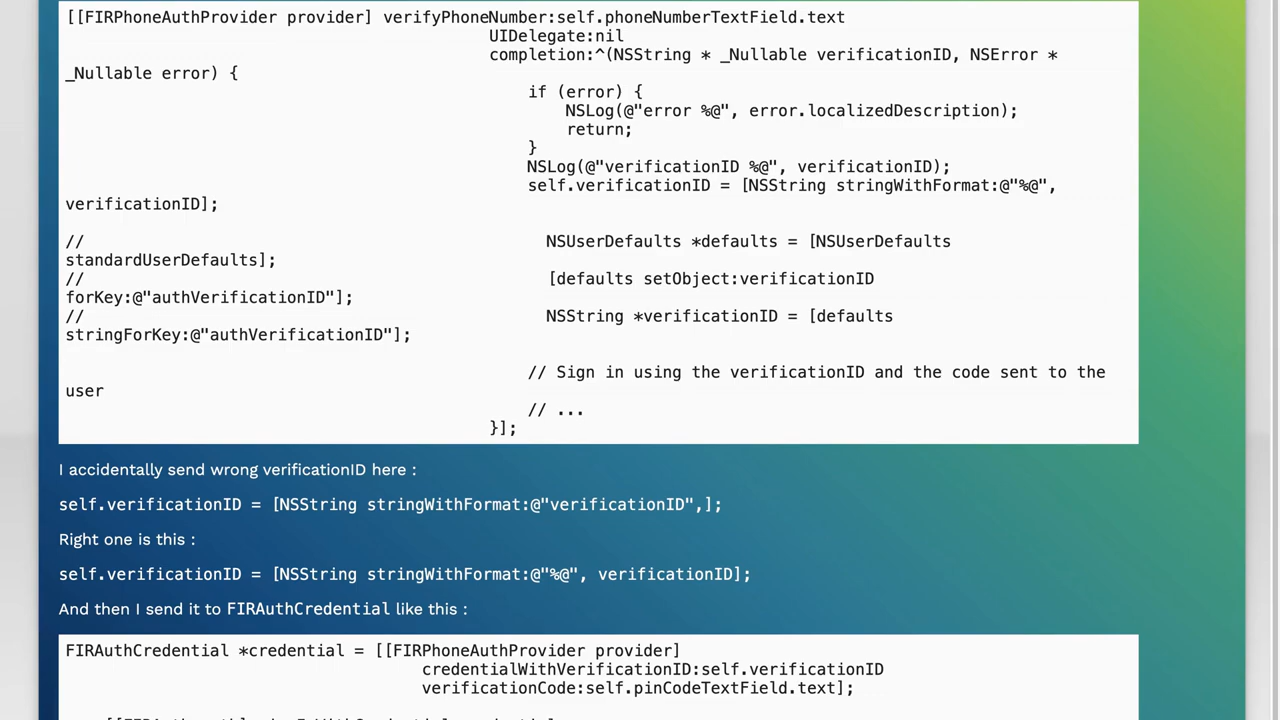 [[FIRPhoneAuthProvider provider] verifyPhoneNumber:self.phoneNumberTextField.text
UIDelegate:nil
completion:^(NSString * _Nullable verificationID, NSError *
_Nullable error) {
if (error) {
NSLog(@"error %@", error.localizedDescription);
return;
}
NSLog(@"verificationID %@", verificationID);
self.verificationID = [NSString stringWithFormat:@"%@",
verificationID];
// NSUserDefaults *defaults = [NSUserDefaults
standardUserDefaults];
// [defaults setObject:verificationID
forKey:@"authVerificationID"];
// NSString *verificationID = [defaults
stringForKey:@"authVerificationID"];
// Sign in using the verificationID and the code sent to the
user
// ...
}];
I accidentally send wrong verificationID here :
self.verificationID = [NSString stringWithFormat:@"verificationID",];
Right one is this :
self.verificationID = [NSString stringWithFormat:@"%@", verificationID];
And then I send it to FIRAuthCredential like this :
FIRAuthCredential *credential = [[FIRPhoneAuthProvider provider]
credentialWithVerificationID:self.verificationID
verificationCode:self.pinCodeTextField.text];